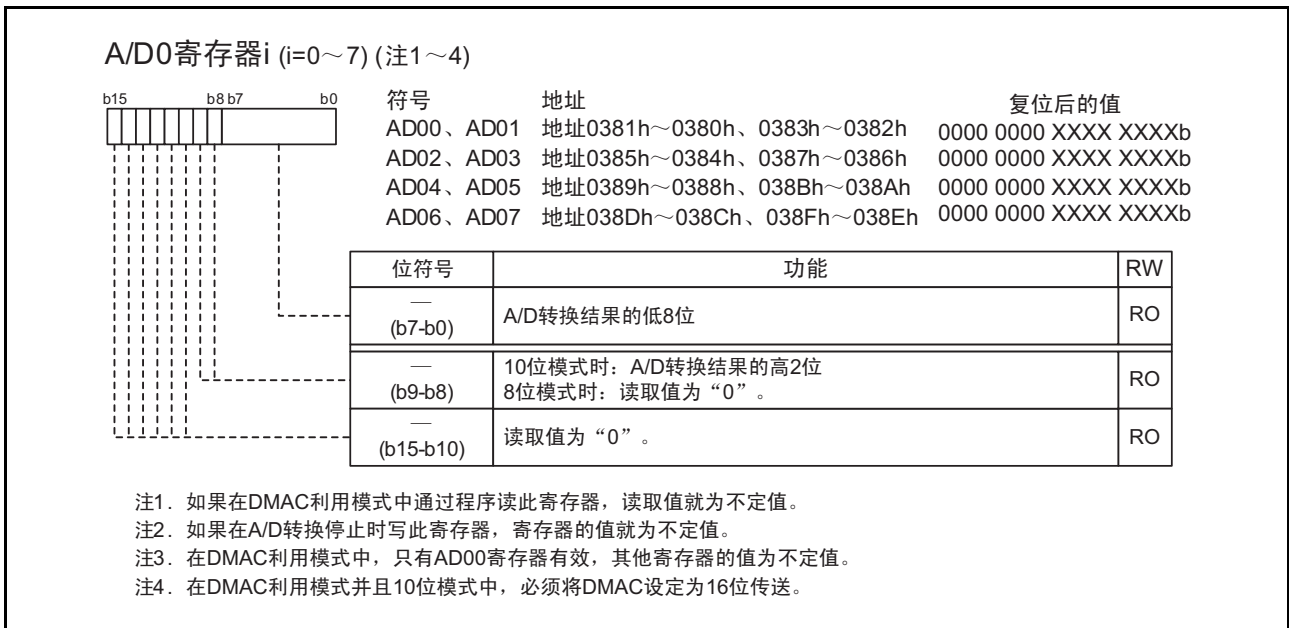 A/D0寄存器i (i=0～7) (注1～4)
b15 b8 b7 b0
符号 地址 复位后的值
AD00、AD01 地址0381h～0380h、0383h～0382h 0000 0000 XXXX XXXXb
AD02、AD03 地址0385h～0384h、0387h～0386h 0000 0000 XXXX XXXXb
AD04、AD05 地址0389h～0388h、038Bh～038Ah 0000 0000 XXXX XXXXb
AD06、AD07 地址038Dh～038Ch、038Fh～038Eh 0000 0000 XXXX XXXXb
位符号 功能 RW
— (b7-b0) A/D转换结果的低8位 RO
— (b9-b8) 10位模式时：A/D转换结果的高2位 RO
8位模式时：读取值为“0”。
— (b15-b10) 读取值为“0”。 RO
注1．如果在DMAC利用模式中通过程序读此寄存器，读取值就为不定值。
注2．如果在A/D转换停止时写此寄存器，寄存器的值就为不定值。
注3．在DMAC利用模式中，只有AD00寄存器有效，其他寄存器的值为不定值。
注4．在DMAC利用模式并且10位模式中，必须将DMAC设定为16位传送。